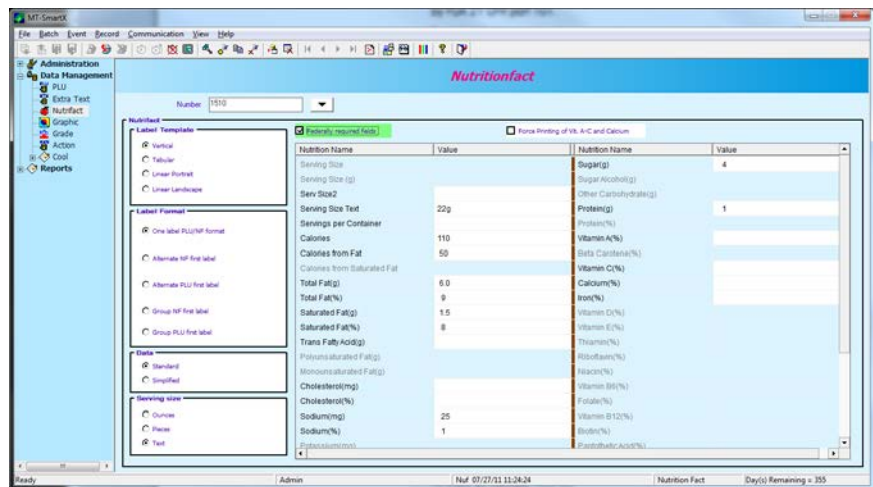 MT-SmartX
File Batch Event Record Communication View Help
Administration
Data Management
PLU
Extra Text
Nutrifact
Graphic
Grade
Action
Cool
Reports
Nutritionfact
Number 1510
Nutrifact
Label Template
Vertical
Tabular
Linear Portrait
Linear Landscape
Label Format
One label PLU/NF format
Alternate NF first label
Alternate PLU first label
Group NF first label
Group PLU first label
Data
Standard
Simplified
Serving size
Ounces
Pieces
Text
Federally required fields
Force Printing of Vit. A+C and Calcium
Nutrition Name Value
Serving Size
Serving Size (g)
Serv Size2
Serving Size Text 22g
Servings per Container
Calories 110
Calories from Fat 50
Calories from Saturated Fat
Total Fat(g) 6.0
Total Fat(%) 9
Saturated Fat(g) 1.5
Saturated Fat(%) 8
Trans Fatty Acid(g)
Polyunsaturated Fat(g)
Monounsaturated Fat(g)
Cholesterol(mg)
Cholesterol(%)
Sodium(mg) 25
Sodium(%) 1
Potassium(mg)
Nutrition Name Value
Sugar(g) 4
Sugar Alcohol(g)
Other Carbohydrate(g)
Protein(g) 1
Protein(%)
Vitamin A(%)
Beta Carotene(%)
Vitamin C(%)
Calcium(%)
Iron(%)
Vitamin D(%)
Vitamin E(%)
Thiamin(%)
Riboflavin(%)
Niacin(%)
Vitamin B6(%)
Folate(%)
Vitamin B12(%)
Biotin(%)
Pantothetic Acid(%)
Ready Admin Nuf 07/27/11 11:24:24 Nutrition Fact Day(s) Remaining = 355